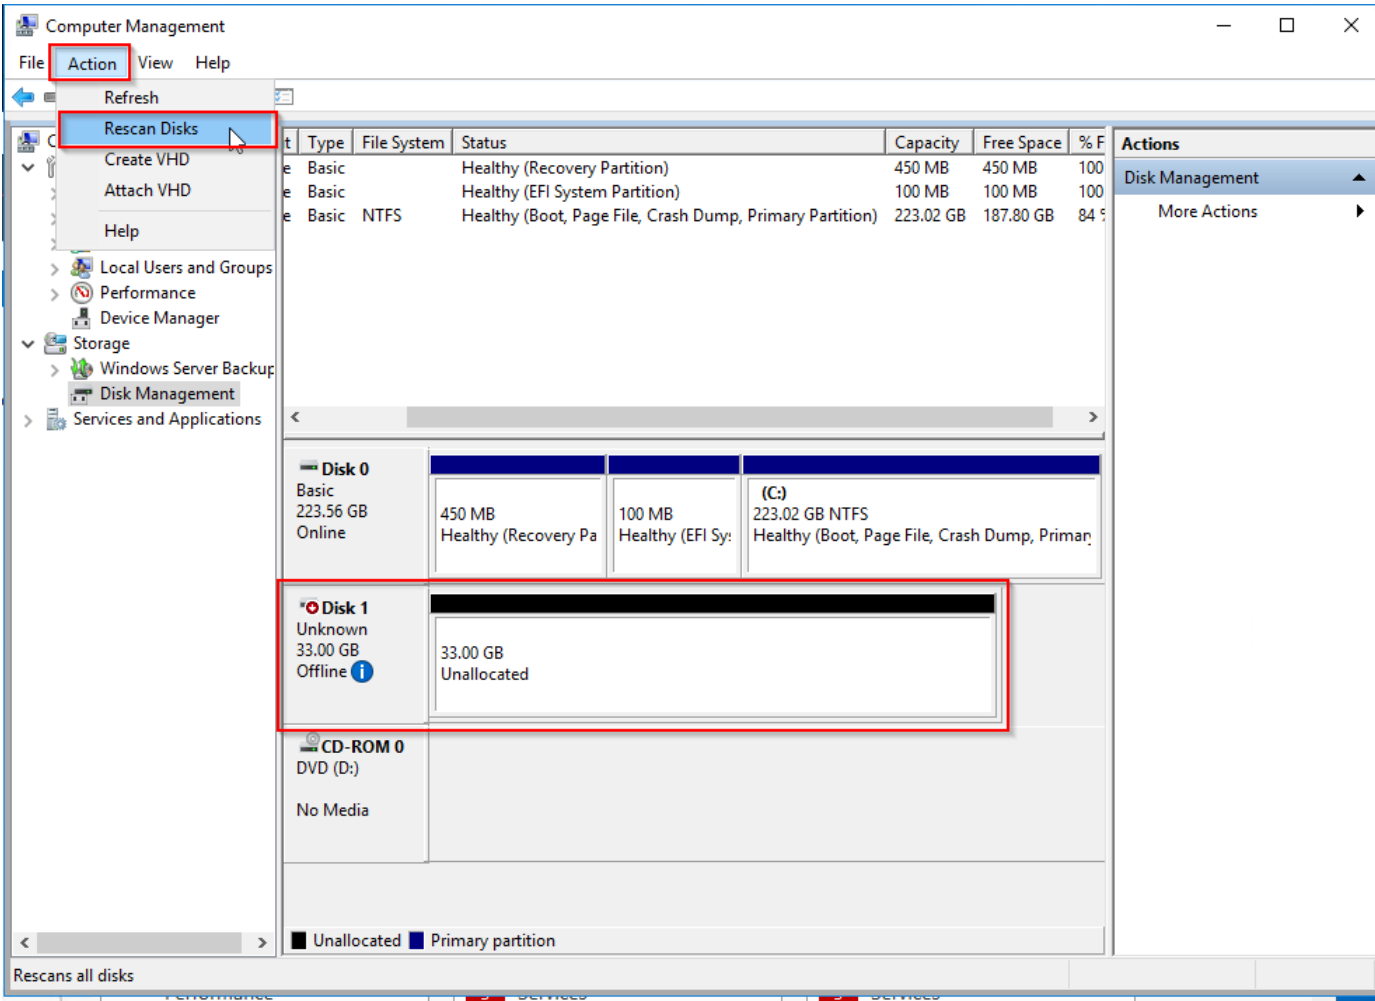 Computer Management
File Action View Help
Refresh
Rescan Disks
Create VHD
Attach VHD
Help
Local Users and Groups
Performance
Device Manager
Storage
Windows Server Backup
Disk Management
Services and Applications
t Type File System Status Capacity Free Space % F
e Basic Healthy (Recovery Partition) 450 MB 450 MB 100
e Basic Healthy (EFI System Partition) 100 MB 100 MB 100
e Basic NTFS Healthy (Boot, Page File, Crash Dump, Primary Partition) 223.02 GB 187.80 GB 84 %
Disk 0
Basic
223.56 GB
Online
450 MB
Healthy (Recovery Pa
100 MB
Healthy (EFI Sy:
(C:)
223.02 GB NTFS
Healthy (Boot, Page File, Crash Dump, Primar
Disk 1
Unknown
33.00 GB
Offline i
33.00 GB
Unallocated
CD-ROM 0
DVD (D:)
No Media
Unallocated Primary partition
Actions
Disk Management
More Actions
Rescans all disks